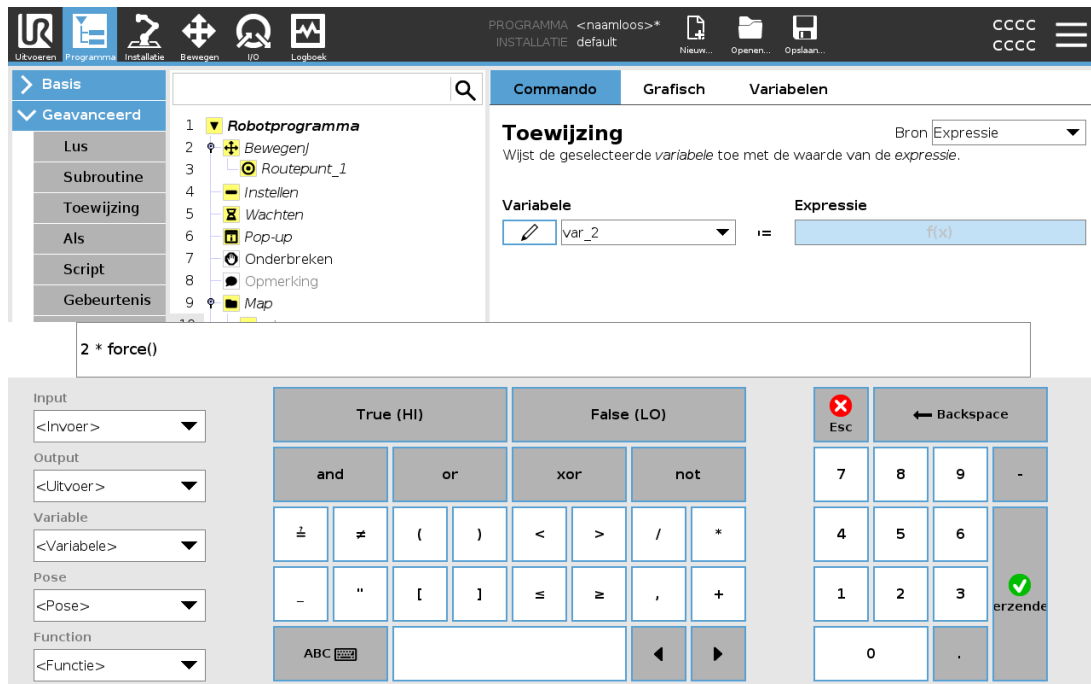 PROGRAMMA <naamloos>*
INSTALLATIE default
Uitvoeren Programma Installatie Bewegen I/O Logboek
Nieuw... Openen... Opslaan...
CCCC
CCCC
Basis
Geavanceerd
Lus
Subroutine
Toewijzing
Als
Script
Gebeurtenis
1 Robotprogramma
2 BewegenJ
3 Routepunt_1
4 Instellen
5 Wachten
6 Pop-up
7 Onderbreken
8 Opmerking
9 Map
Commando Grafisch Variabelen
Toewijzing
Bron Expressie
Wijst de geselecteerde variabele toe met de waarde van de expressie.
Variabele Expressie
var_2 := f(x)
2 * force()
Input
<Invoer>
Output
<Uitvoer>
Variable
<Variabele>
Pose
<Pose>
Function
<Functie>
True (HI) False (LO)
and or xor not
≟ ≠ ( ) < > / *
_ " [ ] ≤ ≥ , +
ABC
Esc Backspace
7 8 9 -
4 5 6
1 2 3
erzende
0 .